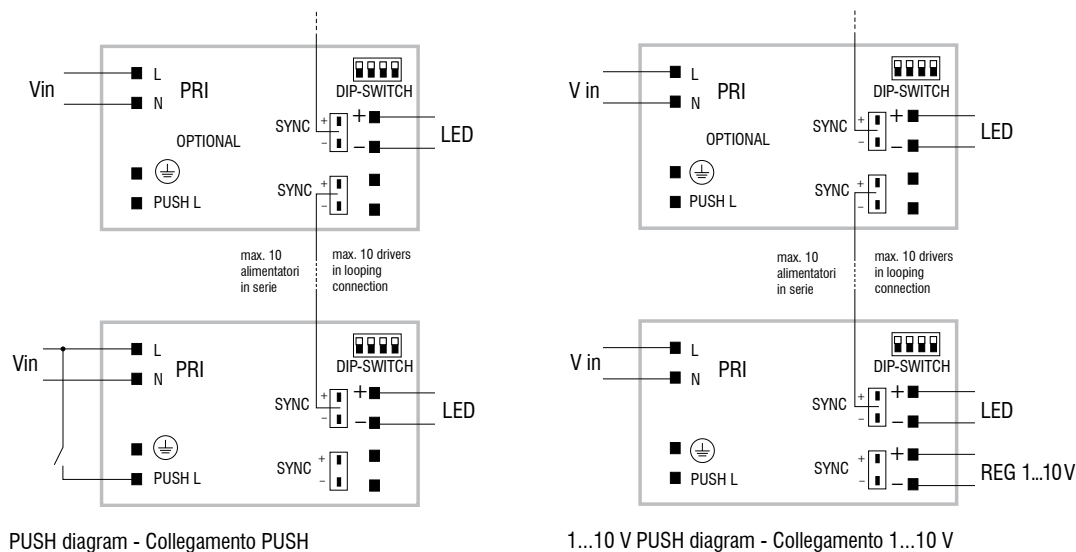 Vin
L
N
PRI
OPTIONAL
PUSH L
DIP-SWITCH
SYNC
+
−
+
−
LED
SYNC
+
−
max. 10
alimentatori
in serie
max. 10 drivers
in looping
connection
Vin
L
N
PRI
PUSH L
DIP-SWITCH
SYNC
+
−
+
−
LED
SYNC
+
−
PUSH diagram - Collegamento PUSH
V in
L
N
PRI
OPTIONAL
PUSH L
DIP-SWITCH
SYNC
+
−
+
−
LED
SYNC
+
−
max. 10
alimentatori
in serie
max. 10 drivers
in looping
connection
V in
L
N
PRI
PUSH L
DIP-SWITCH
SYNC
+
−
+
−
LED
SYNC
+
−
+
−
REG 1...10V
1...10 V PUSH diagram - Collegamento 1...10 V